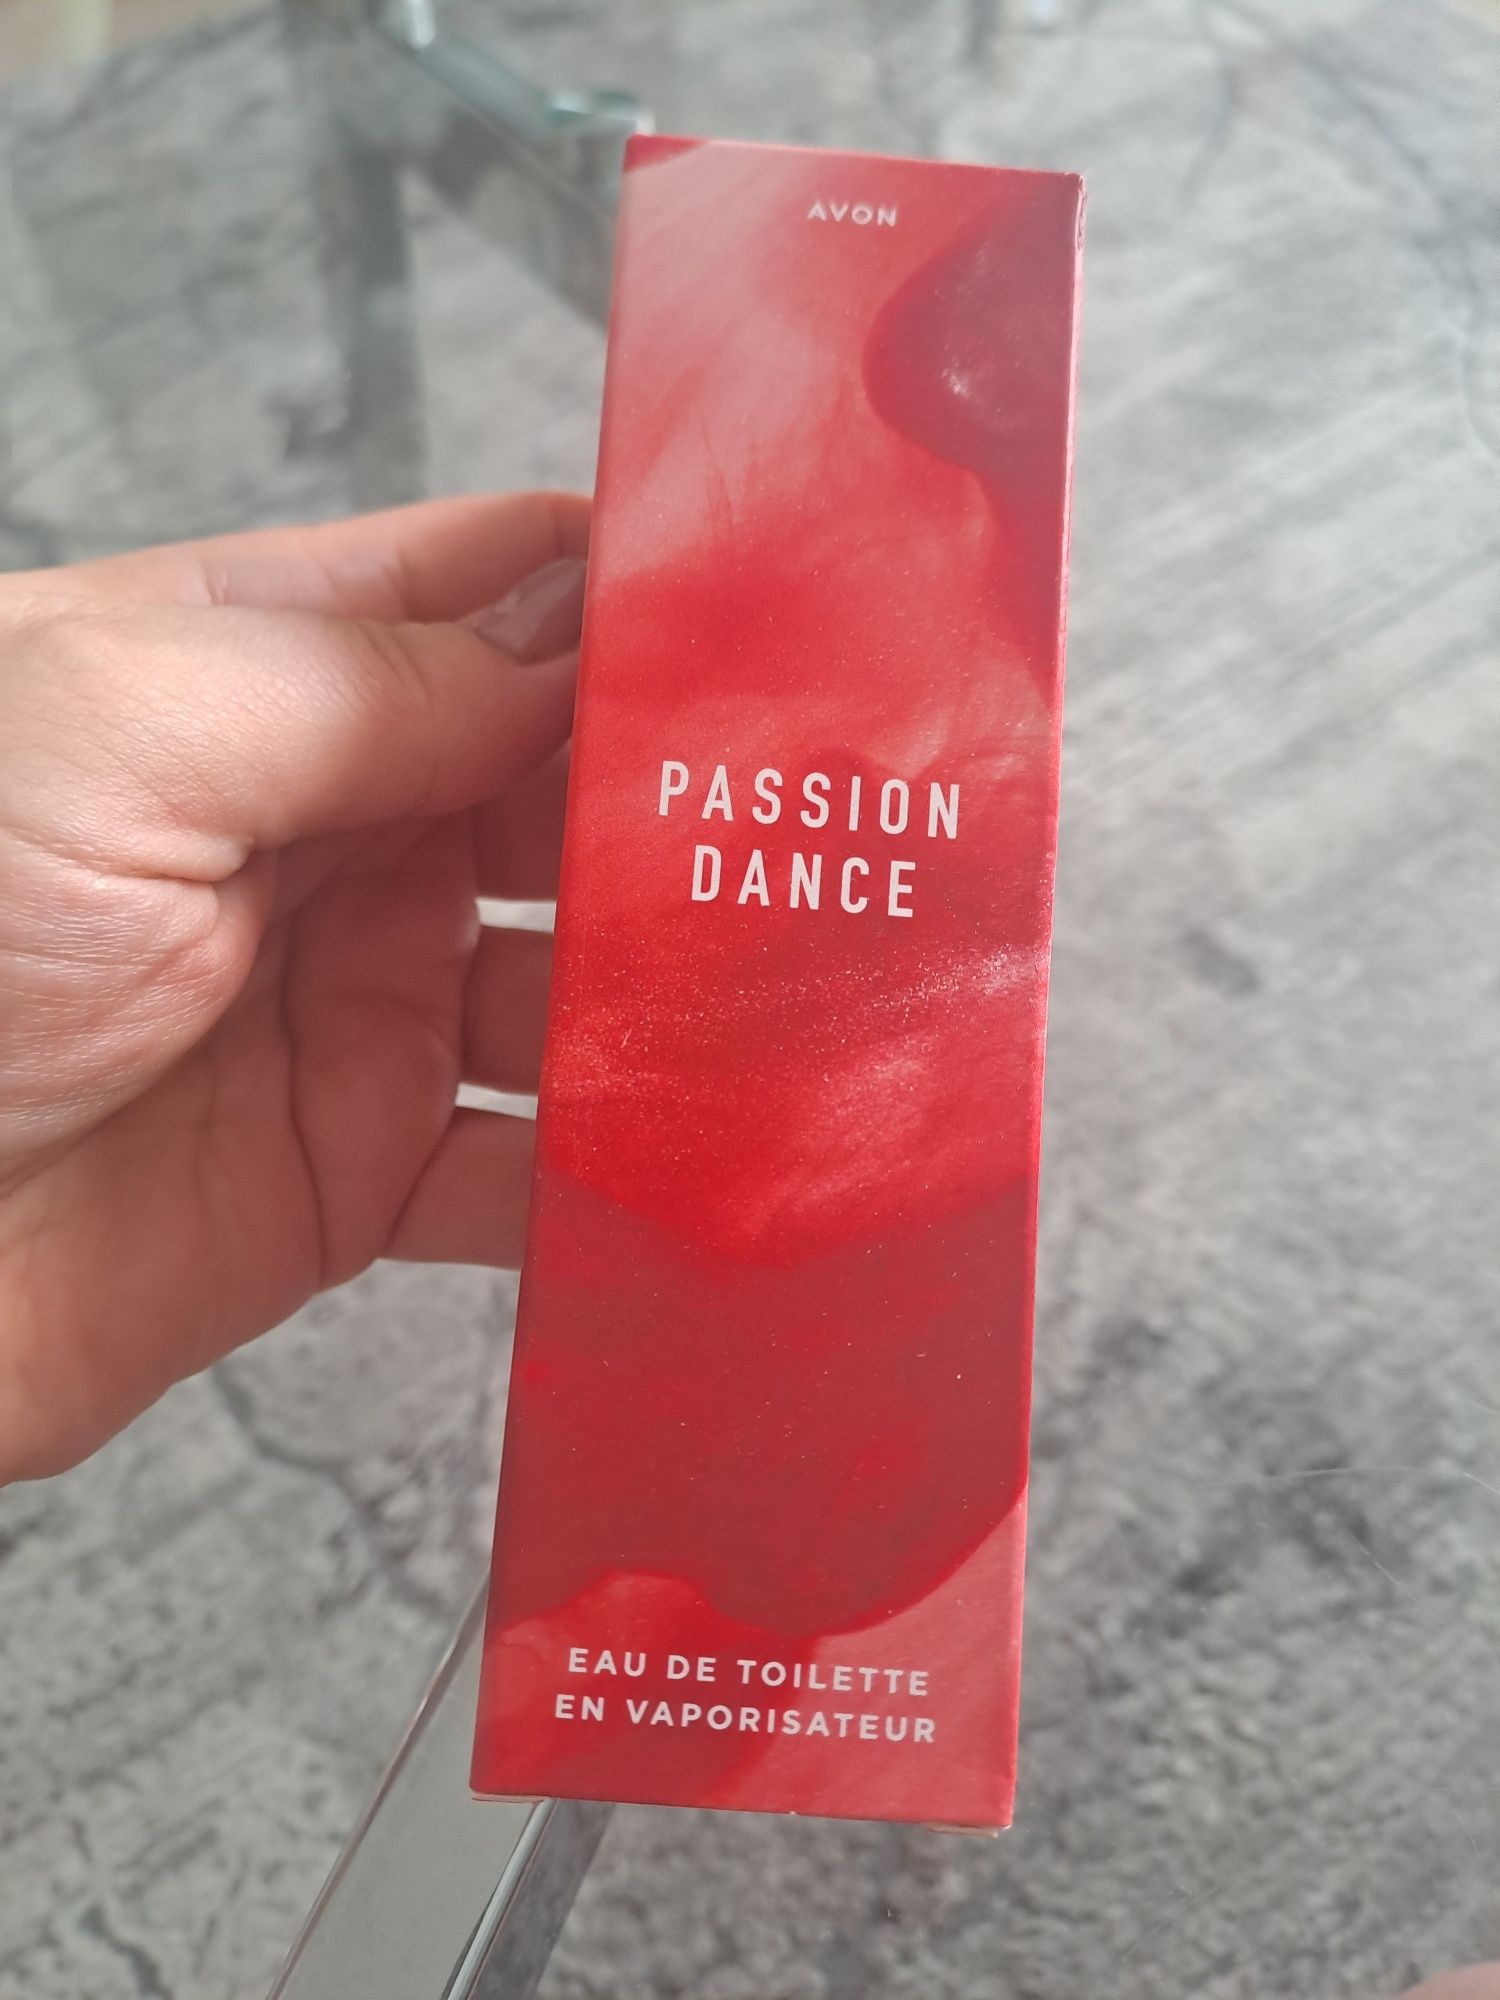 AVON
PASSION
DANCE
EAU DE TOILETTE
EN VAPORISATEUR